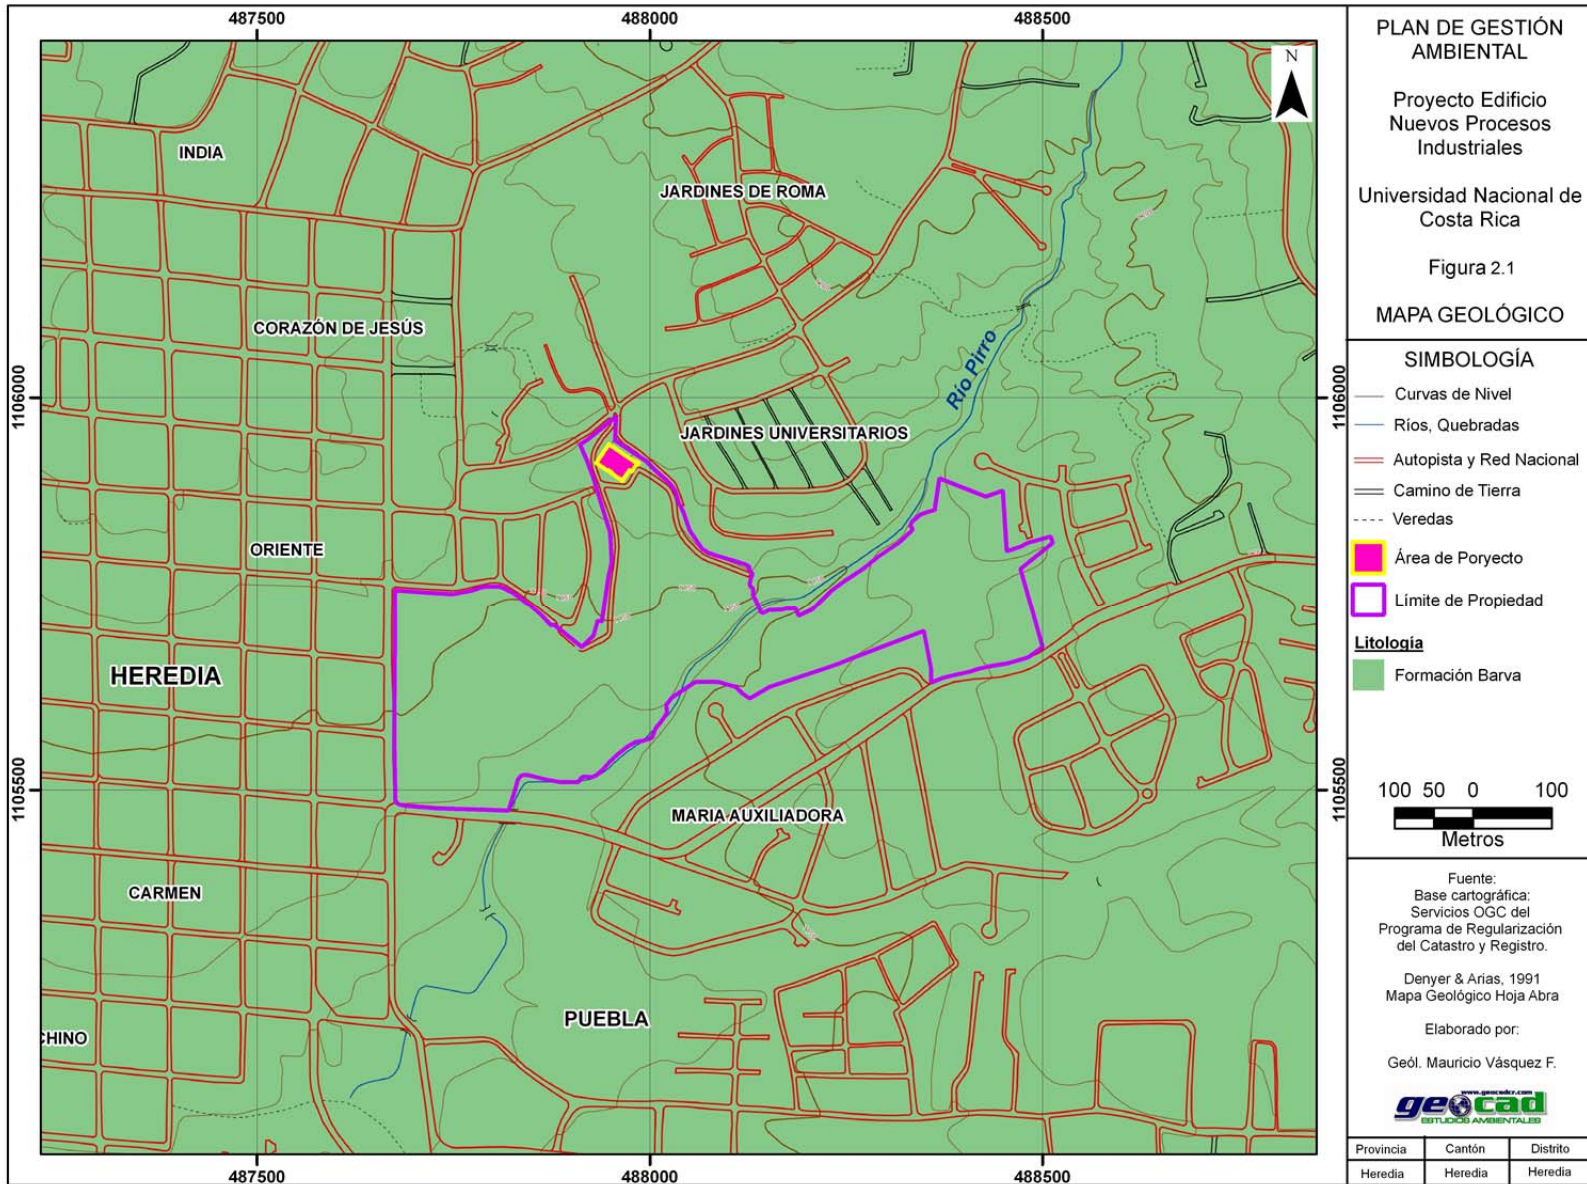 487500
488000
488500
1106000
1105500
1106000
1105500
487500
488000
488500
N
INDIA
JARDINES DE ROMA
CORAZÓN DE JESÚS
Río Pirro
JARDINES UNIVERSITARIOS
ORIENTE
HEREDIA
MARIA AUXILIADORA
CARMEN
PUEBLA
CHINO
PLAN DE GESTIÓN
AMBIENTAL
Proyecto Edificio
Nuevos Procesos
Industriales
Universidad Nacional de
Costa Rica
Figura 2.1
MAPA GEOLÓGICO
SIMBOLOGÍA
Curvas de Nivel
Ríos, Quebradas
Autopista y Red Nacional
Camino de Tierra
Veredas
Área de Poryecto
Límite de Propiedad
Litología
Formación Barva
100 50 0 100
Metros
Fuente:
Base cartográfica:
Servicios OGC del
Programa de Regularización
del Catastro y Registro.
Denyer & Arias, 1991
Mapa Geológico Hoja Abra
Elaborado por:
Geól. Mauricio Vásquez F.
www.geocadcr.com
geocad
ESTUDIOS AMBIENTALES
Provincia Cantón Distrito
Heredia Heredia Heredia